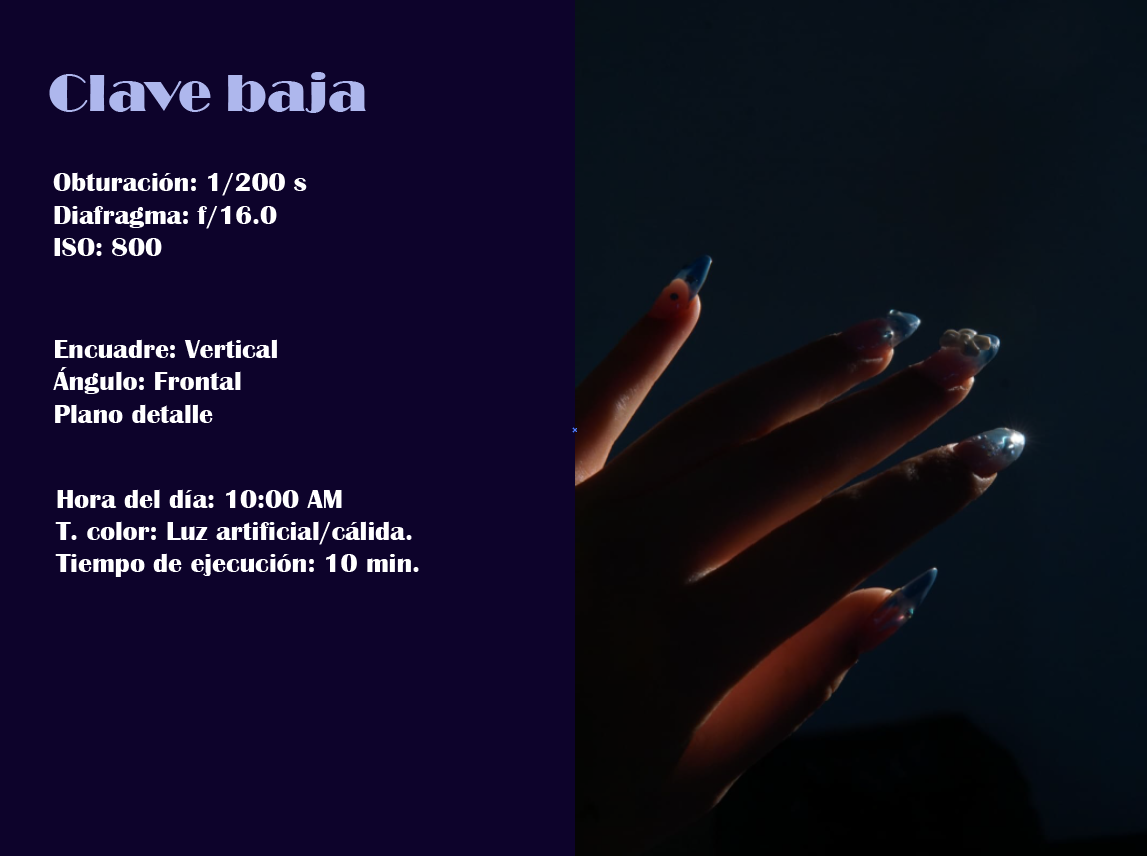 Clave baja
Obturación: 1/200 s
Diafragma: f/16.0
ISO: 800
Encuadre: Vertical
Ángulo: Frontal
Plano detalle
Hora del día: 10:00 AM
T. color: Luz artificial/cálida.
Tiempo de ejecución: 10 min.